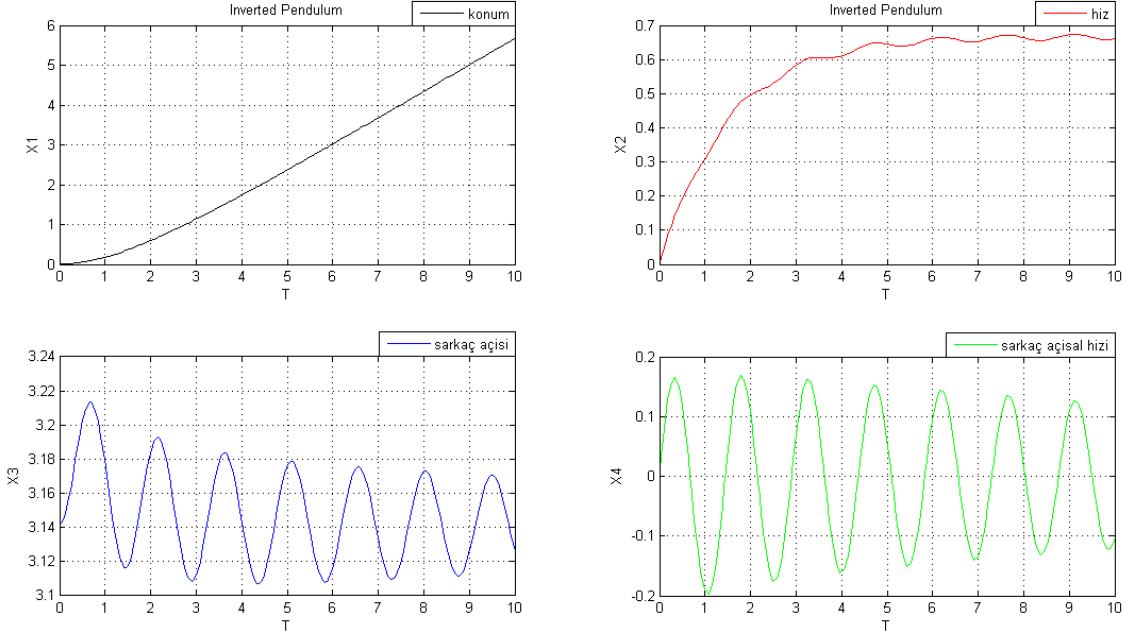 Inverted Pendulum
konum
6
5
4
3
2
1
0
X1
0 1 2 3 4 5 6 7 8 9 10
T
Inverted Pendulum
hiz
0.7
0.6
0.5
0.4
0.3
0.2
0.1
0
X2
0 1 2 3 4 5 6 7 8 9 10
T
sarkaç açisi
3.24
3.22
3.2
3.18
3.16
3.14
3.12
3.1
X3
0 1 2 3 4 5 6 7 8 9 10
T
sarkaç açisal hizi
0.2
0.1
0
-0.1
-0.2
X4
0 1 2 3 4 5 6 7 8 9 10
T